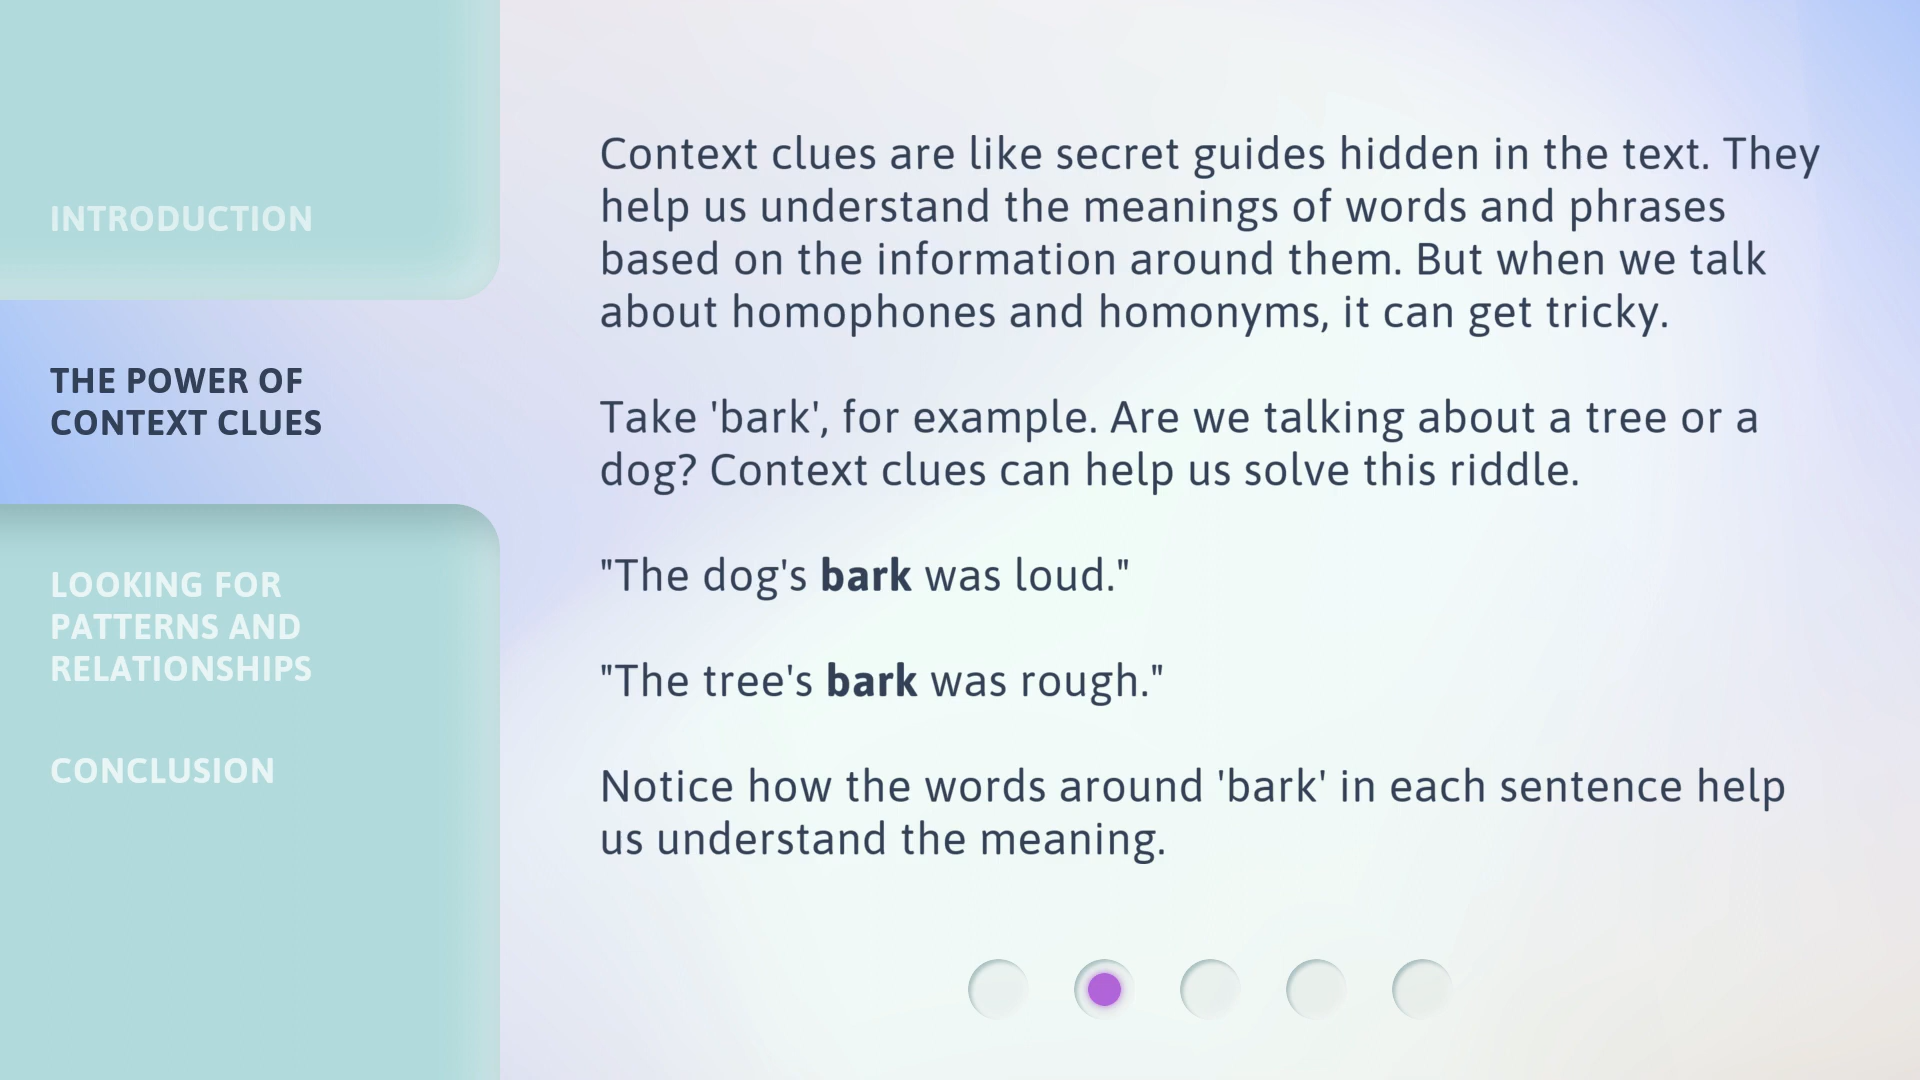 INTRODUCTION
THE POWER OF
CONTEXT CLUES
LOOKING FOR
PATTERNS AND
RELATIONSHIPS
CONCLUSION
Context clues are like secret guides hidden in the text. They
help us understand the meanings of words and phrases
based on the information around them. But when we talk
about homophones and homonyms, it can get tricky.
Take 'bark', for example. Are we talking about a tree or a
dog? Context clues can help us solve this riddle.
"The dog's bark was loud."
"The tree's bark was rough."
Notice how the words around 'bark' in each sentence help
us understand the meaning.